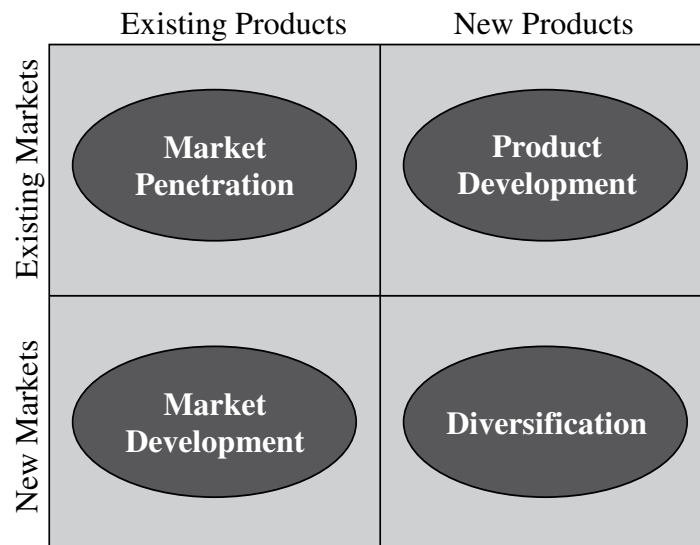 Existing Products
New Products
Existing Markets
Market
Penetration
Product
Development
New Markets
Market
Development
Diversification